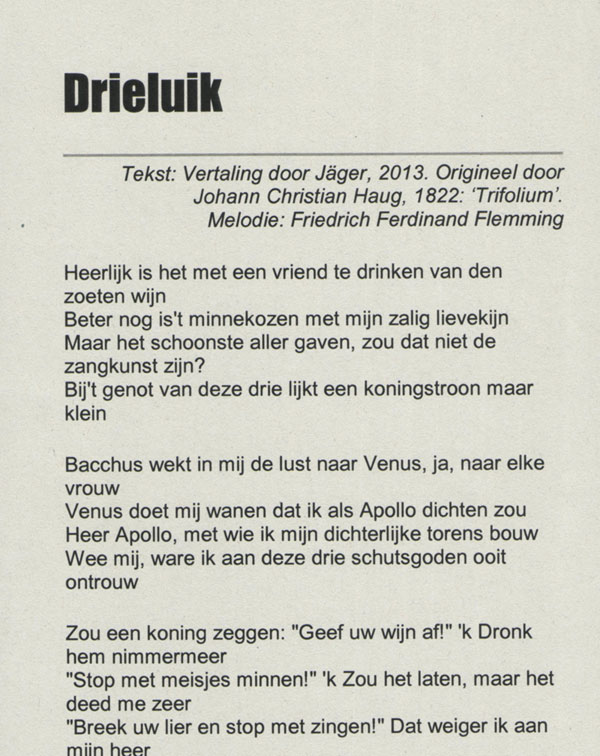 Drieluik
Tekst: Vertaling door Jäger, 2013. Origineel door
Johann Christian Haug, 1822: ‘Trifolium’.
Melodie: Friedrich Ferdinand Flemming
Heerlijk is het met een vriend te drinken van den
zoeten wijn
Beter nog is't minnekozen met mijn zalig lievekijn
Maar het schoonste aller gaven, zou dat niet de
zangkunst zijn?
Bij't genot van deze drie lijkt een koningstroon maar
klein
Bacchus wekt in mij de lust naar Venus, ja, naar elke
vrouw
Venus doet mij wanen dat ik als Apollo dichten zou
Heer Apollo, met wie ik mijn dichterlijke torens bouw
Wee mij, ware ik aan deze drie schutsgoden ooit
ontrouw
Zou een koning zeggen: "Geef uw wijn af!" 'k Dronk
hem nimmermeer
"Stop met meisjes minnen!" 'k Zou het laten, maar het
deed me zeer
"Breek uw lier en stop met zingen!" Dat weiger ik aan
mijn heer